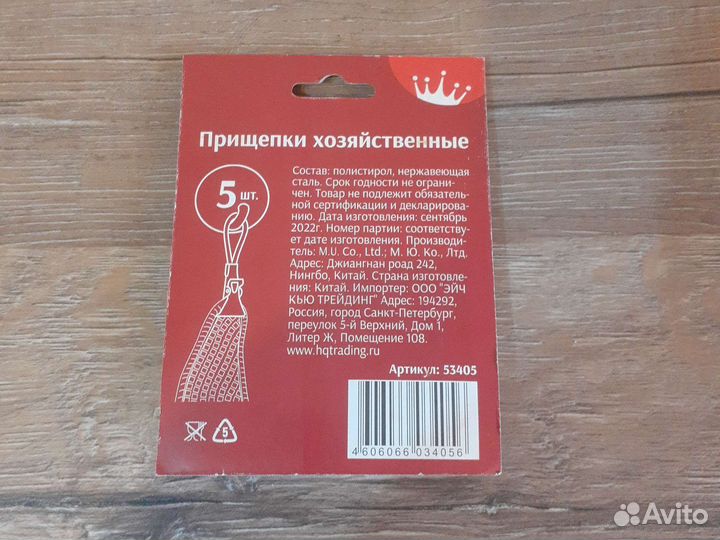 Прищепки хозяйственные
5 шт.
Состав: полистирол, нержавеющая
сталь. Срок годности не ограни-
чен. Товар не подлежит обязатель-
ной сертификации и декларирова-
нию. Дата изготовления: сентябрь
2022г. Номер партии: соответству-
ет дате изготовления. Производи-
тель: M.U. Co., Ltd.; М. Ю. Ко., Лтд.
Адрес: Джиангнан роад 242,
Нингбо, Китай. Страна изготовле-
ния: Китай. Импортер: ООО "ЭЙЧ
КЬЮ ТРЕЙДИНГ" Адрес: 194292,
Россия, город Санкт-Петербург,
переулок 5-й Верхний, Дом 1,
Литер Ж, Помещение 108.
www.hqtrading.ru
Артикул: 53405
5
4 606066 034056
Avito